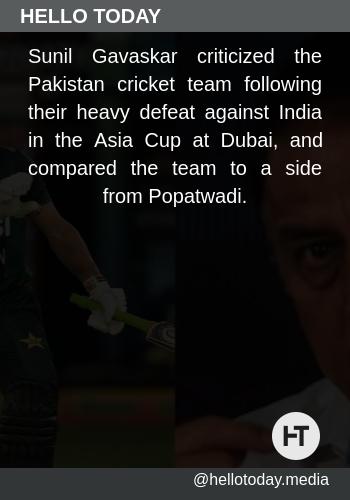 HELLO TODAY
Sunil Gavaskar criticized the
Pakistan cricket team following
their heavy defeat against India
in the Asia Cup at Dubai, and
compared the team to a side
from Popatwadi.
HT
@hellotoday.media